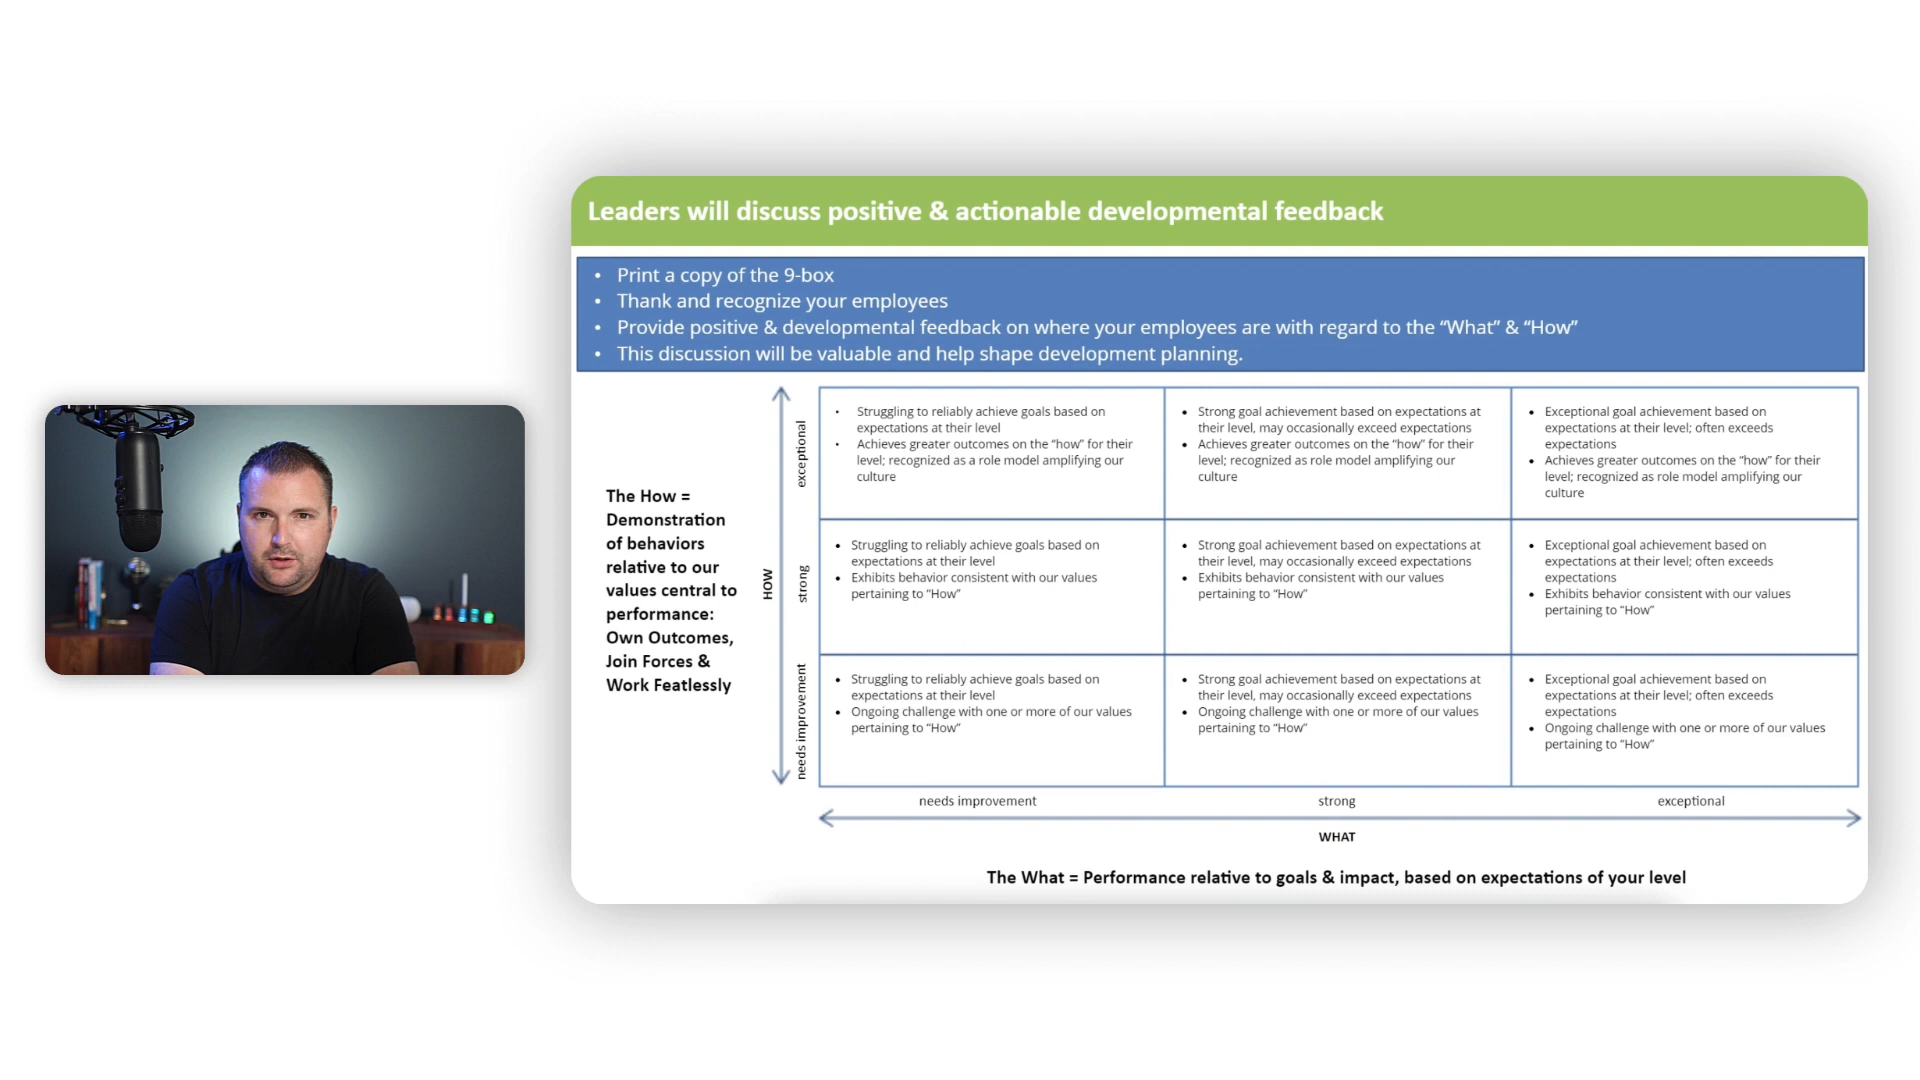 Leaders will discuss positive & actionable developmental feedback
• Print a copy of the 9-box
• Thank and recognize your employees
• Provide positive & developmental feedback on where your employees are with regard to the “What” & “How”
• This discussion will be valuable and help shape development planning.
The How =
Demonstration
of behaviors
relative to our
values central to
performance:
Own Outcomes,
Join Forces &
Work Featlessly
HOW
exceptional
• Struggling to reliably achieve goals based on
expectations at their level
• Achieves greater outcomes on the “how” for their
level; recognized as a role model amplifying our
culture
• Strong goal achievement based on expectations at
their level, may occasionally exceed expectations
• Achieves greater outcomes on the “how” for their
level; recognized as role model amplifying our
culture
• Exceptional goal achievement based on
expectations at their level; often exceeds
expectations
• Achieves greater outcomes on the “how” for their
level; recognized as role model amplifying our
culture
strong
• Struggling to reliably achieve goals based on
expectations at their level
• Exhibits behavior consistent with our values
pertaining to “How”
• Strong goal achievement based on expectations at
their level, may occasionally exceed expectations
• Exhibits behavior consistent with our values
pertaining to “How”
• Exceptional goal achievement based on
expectations at their level; often exceeds
expectations
• Exhibits behavior consistent with our values
pertaining to “How”
needs improvement
• Struggling to reliably achieve goals based on
expectations at their level
• Ongoing challenge with one or more of our values
pertaining to “How”
• Strong goal achievement based on expectations at
their level, may occasionally exceed expectations
• Ongoing challenge with one or more of our values
pertaining to “How”
• Exceptional goal achievement based on
expectations at their level; often exceeds
expectations
• Ongoing challenge with one or more of our values
pertaining to “How”
needs improvement
strong
exceptional
WHAT
The What = Performance relative to goals & impact, based on expectations of your level